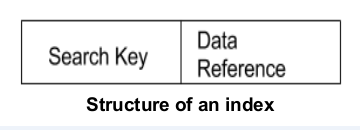 Search Key
Data
Reference
Structure of an index